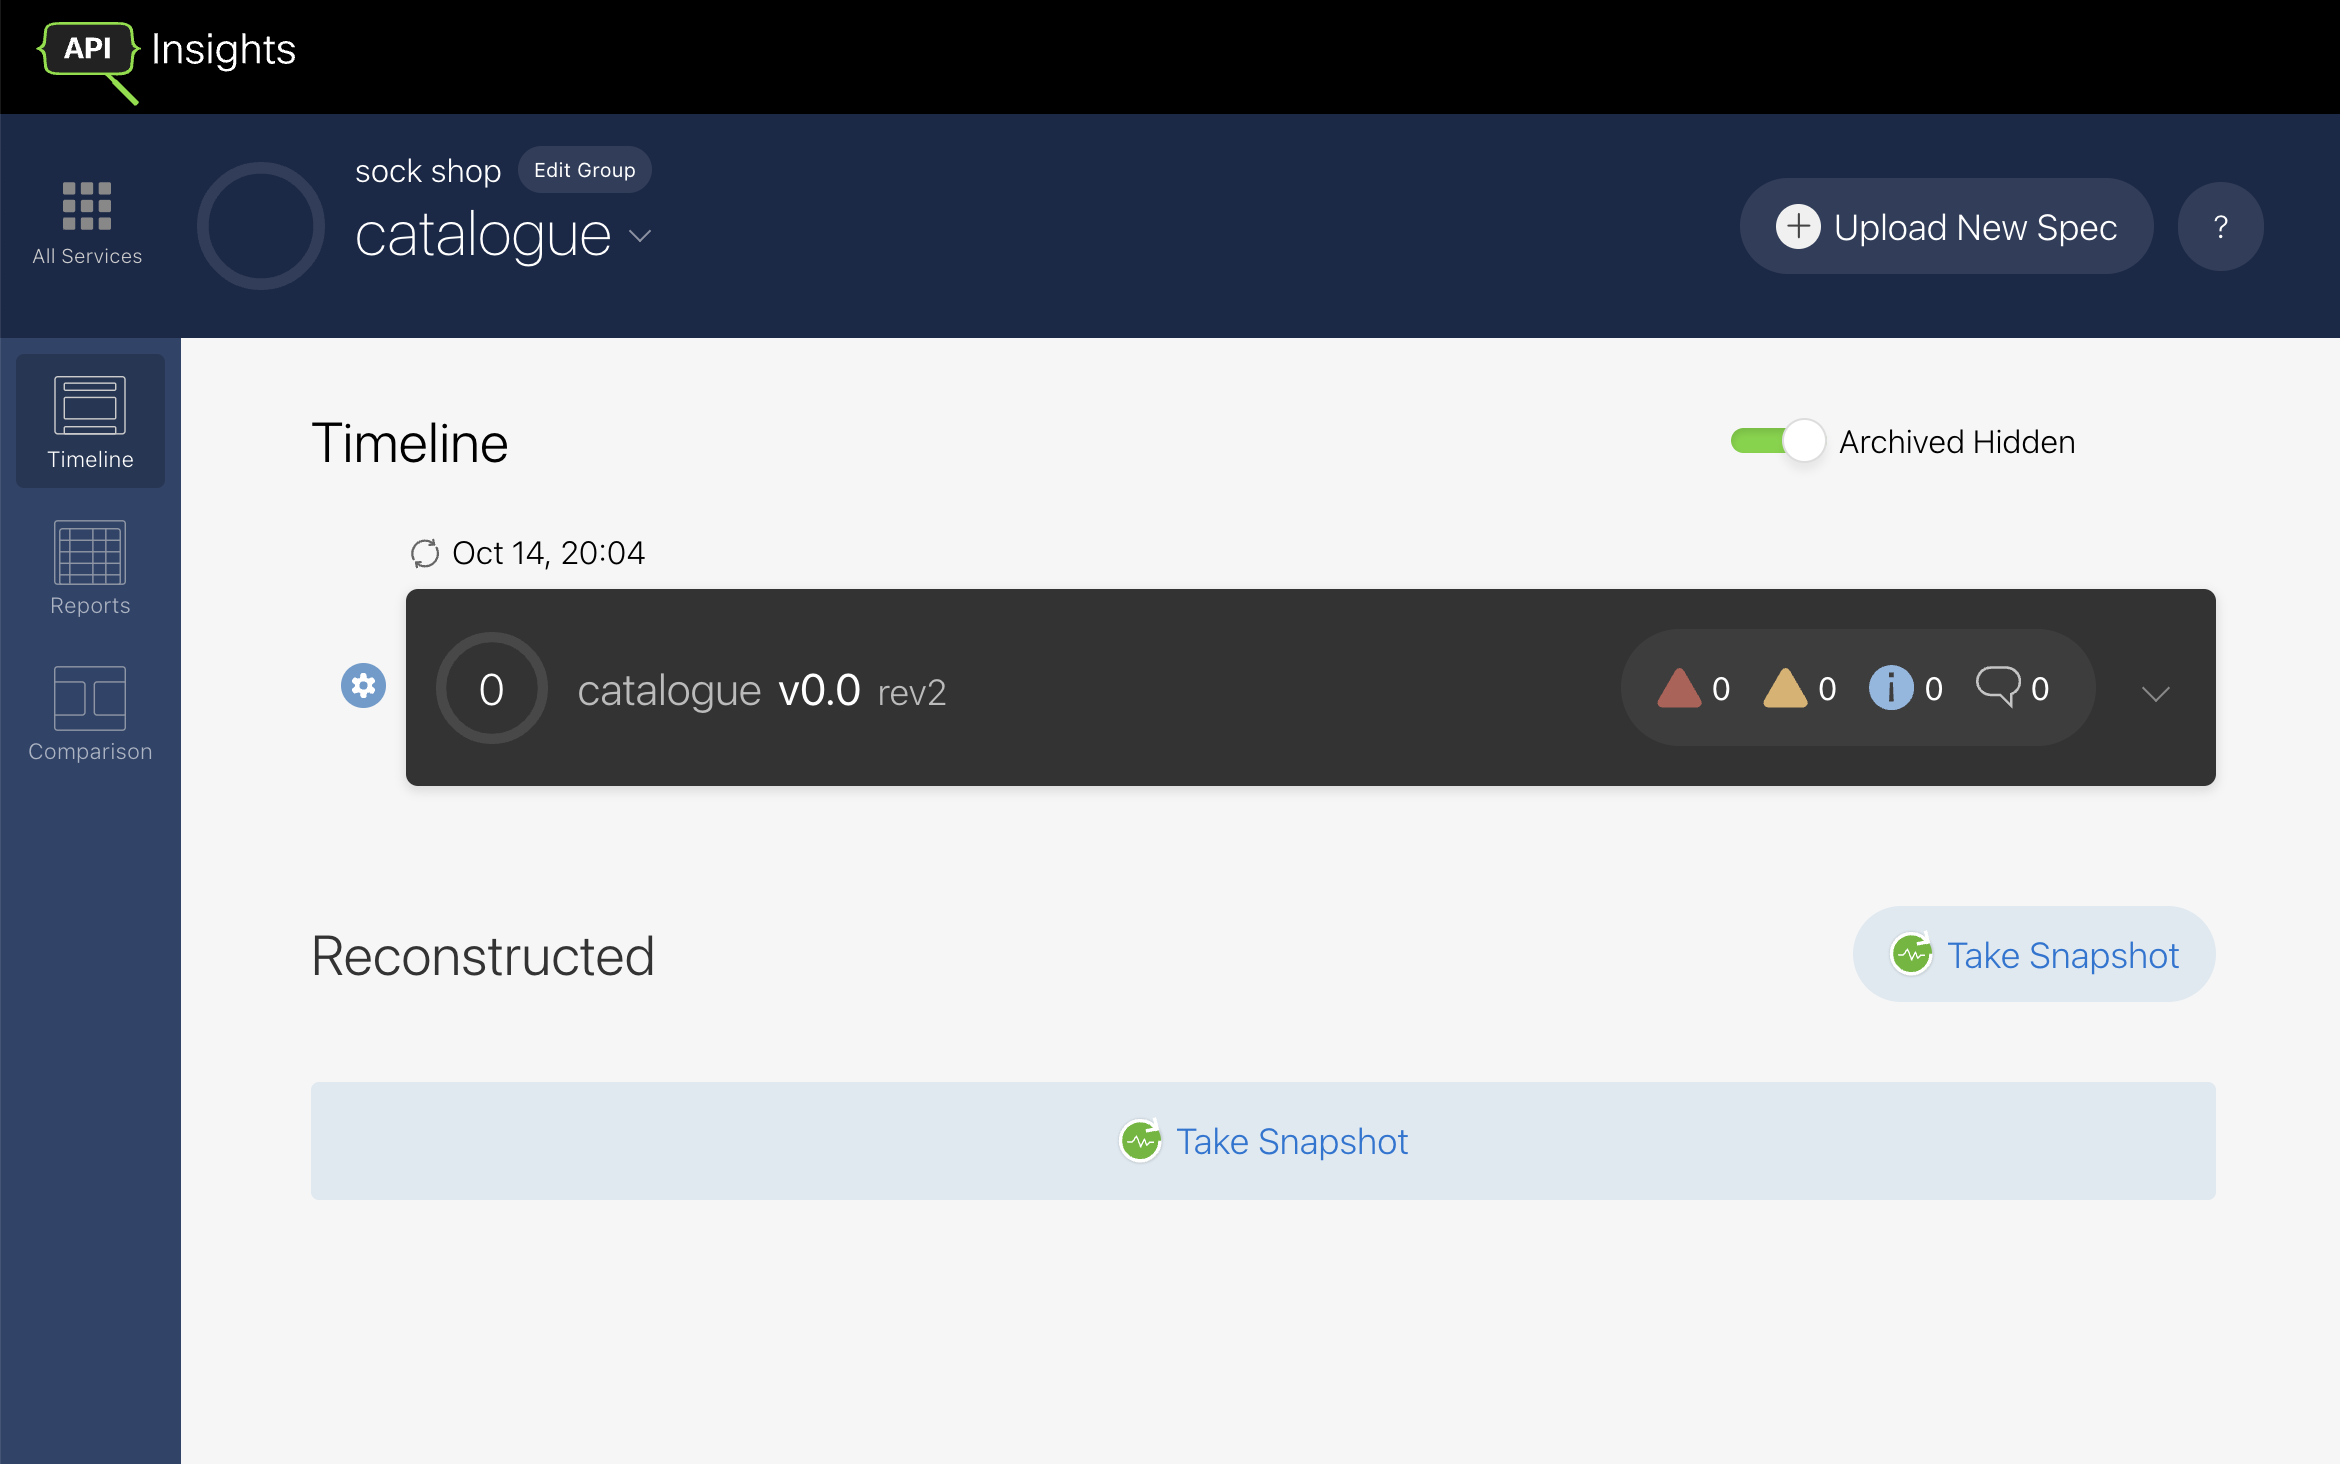 API Insights
All Services
sock shop Edit Group
catalogue
Upload New Spec
?
Timeline
Reports
Comparison
Timeline
Archived Hidden
Oct 14, 20:04
0 catalogue v0.0 rev2 0 0 i 0 0
Reconstructed
Take Snapshot
Take Snapshot